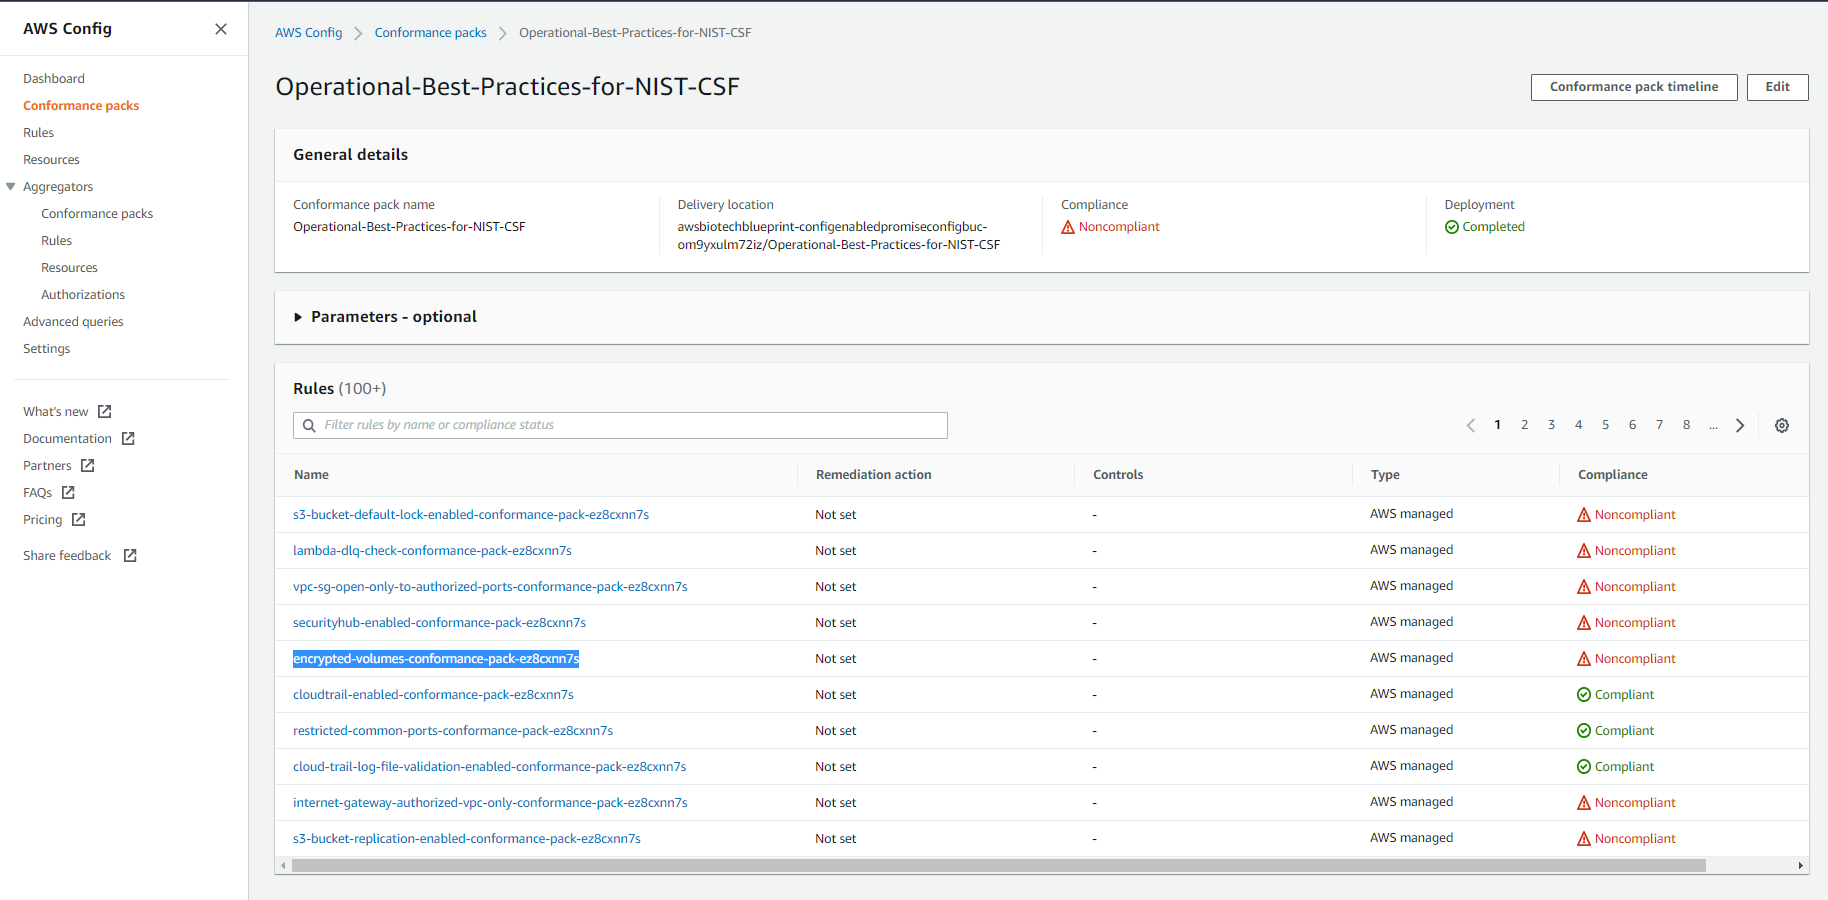 AWS Config
Dashboard
Conformance packs
Rules
Resources
Aggregators
Conformance packs
Rules
Resources
Authorizations
Advanced queries
Settings
What's new
Documentation
Partners
FAQs
Pricing
Share feedback
AWS Config Conformance packs Operational-Best-Practices-for-NIST-CSF
Operational-Best-Practices-for-NIST-CSF
Conformance pack timeline Edit
General details
Conformance pack name
Operational-Best-Practices-for-NIST-CSF
Delivery location
awsbiotechblueprint-configenabledpromiseconfigbuc-
om9yxulm72iz/Operational-Best-Practices-for-NIST-CSF
Compliance
Noncompliant
Deployment
Completed
Parameters - optional
Rules (100+)
Filter rules by name or compliance status
1 2 3 4 5 6 7 8 ...
Name Remediation action Controls Type Compliance
s3-bucket-default-lock-enabled-conformance-pack-ez8cxnn7s Not set - AWS managed Noncompliant
lambda-dlq-check-conformance-pack-ez8cxnn7s Not set - AWS managed Noncompliant
vpc-sg-open-only-to-authorized-ports-conformance-pack-ez8cxnn7s Not set - AWS managed Noncompliant
securityhub-enabled-conformance-pack-ez8cxnn7s Not set - AWS managed Noncompliant
encrypted-volumes-conformance-pack-ez8cxnn7s Not set - AWS managed Noncompliant
cloudtrail-enabled-conformance-pack-ez8cxnn7s Not set - AWS managed Compliant
restricted-common-ports-conformance-pack-ez8cxnn7s Not set - AWS managed Compliant
cloud-trail-log-file-validation-enabled-conformance-pack-ez8cxnn7s Not set - AWS managed Compliant
internet-gateway-authorized-vpc-only-conformance-pack-ez8cxnn7s Not set - AWS managed Noncompliant
s3-bucket-replication-enabled-conformance-pack-ez8cxnn7s Not set - AWS managed Noncompliant